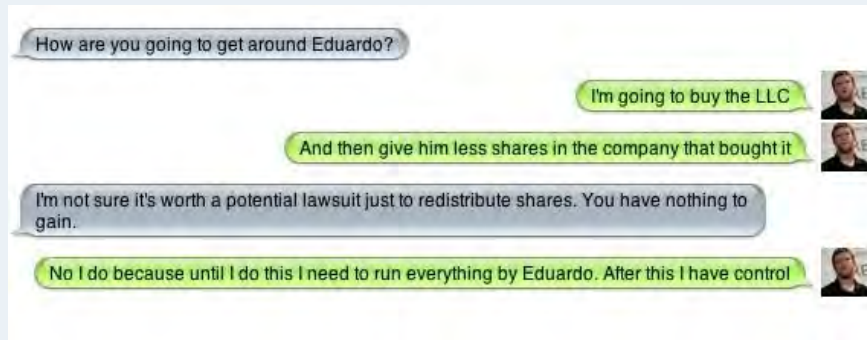 How are you going to get around Eduardo?
I'm going to buy the LLC
And then give him less shares in the company that bought it
I'm not sure it's worth a potential lawsuit just to redistribute shares. You have nothing to
gain.
No I do because until I do this I need to run everything by Eduardo. After this I have control